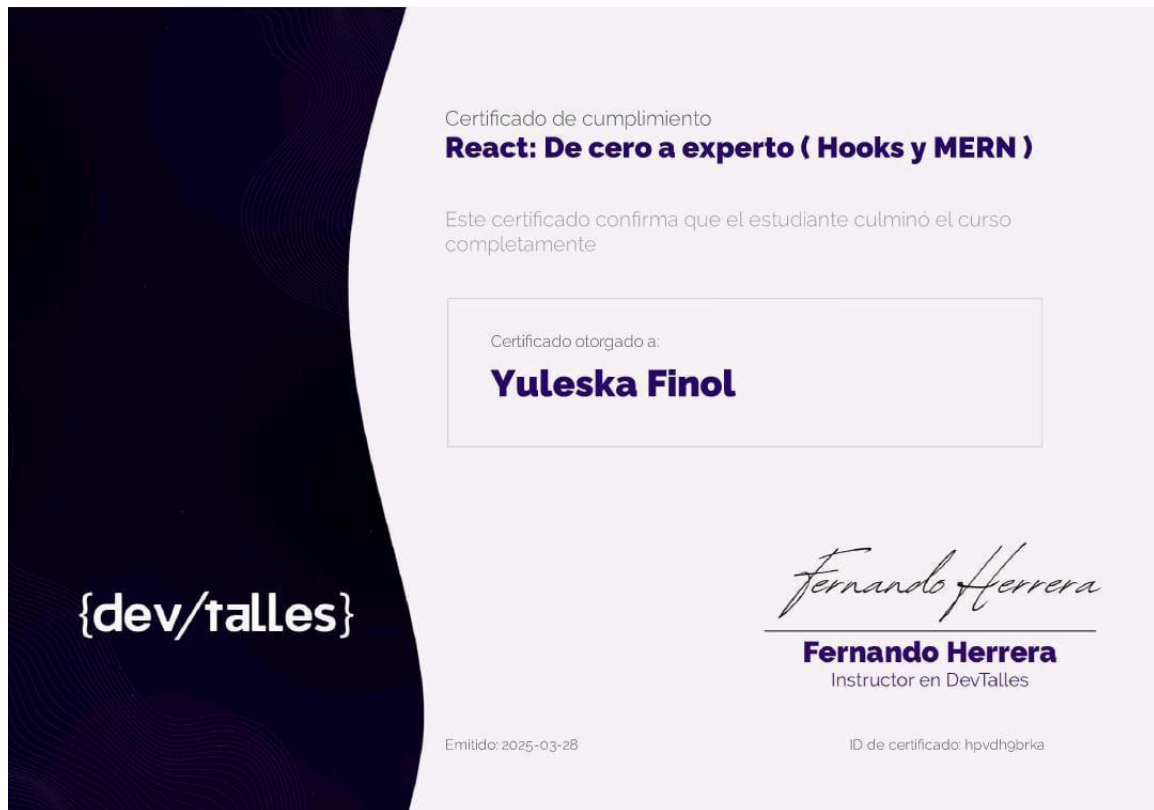 Certificado de cumplimiento
React: De cero a experto ( Hooks y MERN )
Este certificado confirma que el estudiante culminó el curso
completamente
Certificado otorgado a:
Yuleska Finol
{dev/talles}
Fernando Herrera
Fernando Herrera
Instructor en DevTalles
Emitido: 2025-03-28
ID de certificado: hpvdh9brka